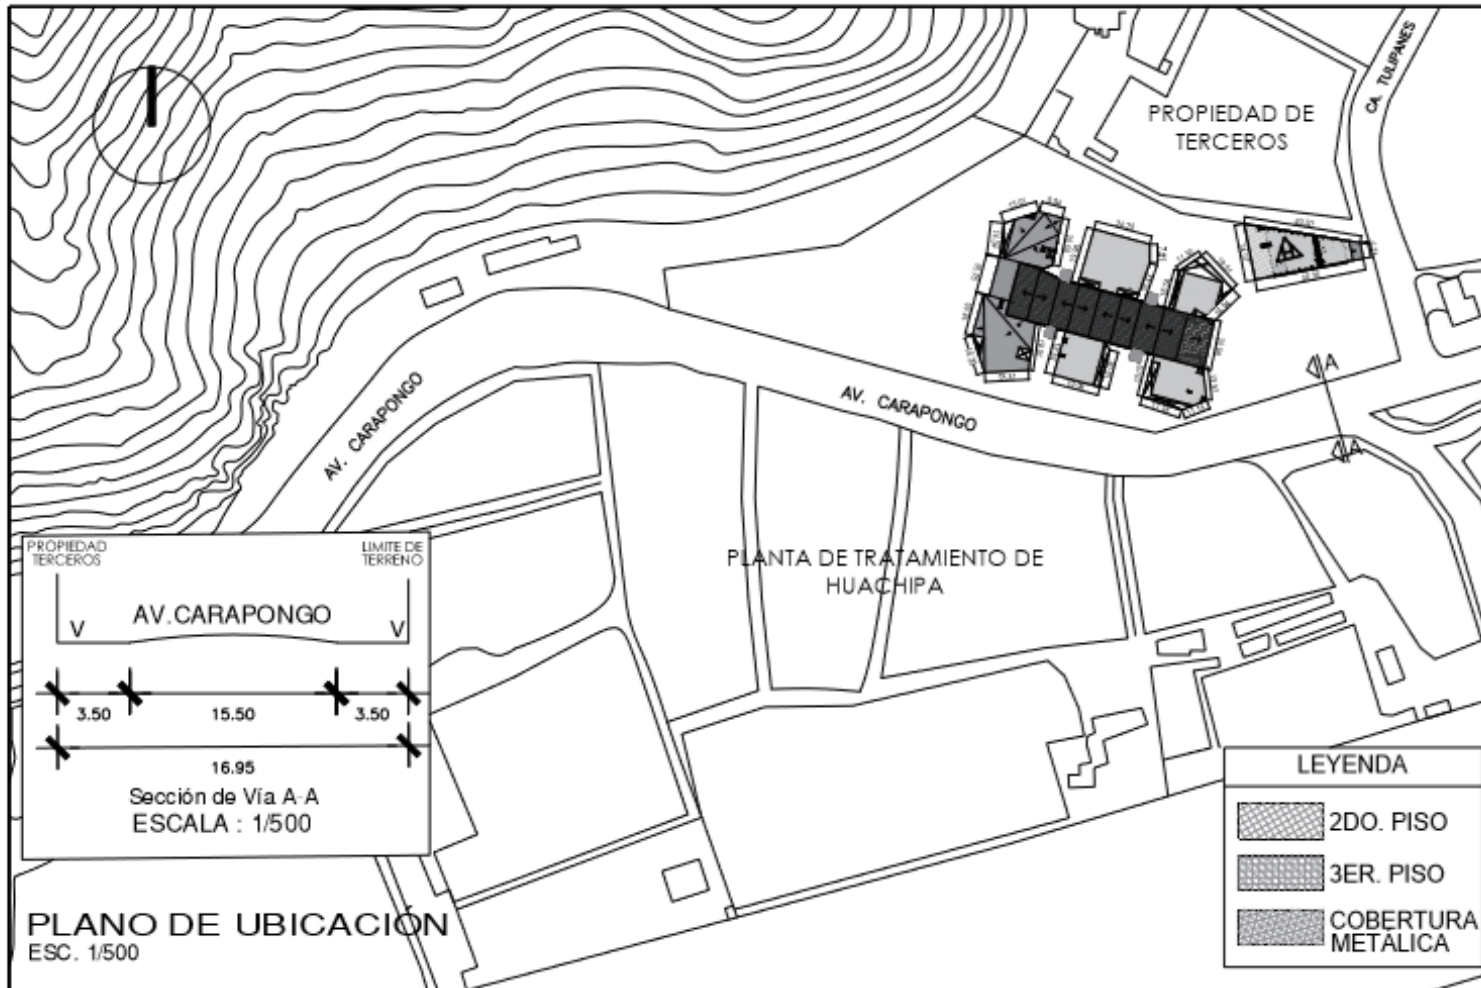 CA. TULIPANES
PROPIEDAD DE
TERCEROS
A
A
AV. CARAPONGO
AV. CARAPONGO
PLANTA DE TRATAMIENTO DE
HUACHIPA
PROPIEDAD
TERCEROS
LIMITE DE
TERRENO
AV.CARAPONGO
V
V
3.50
15.50
3.50
16.95
Sección de Vía A-A
ESCALA : 1/500
PLANO DE UBICACIÓN
ESC. 1/500
LEYENDA
2DO. PISO
3ER. PISO
COBERTURA
METÁLICA